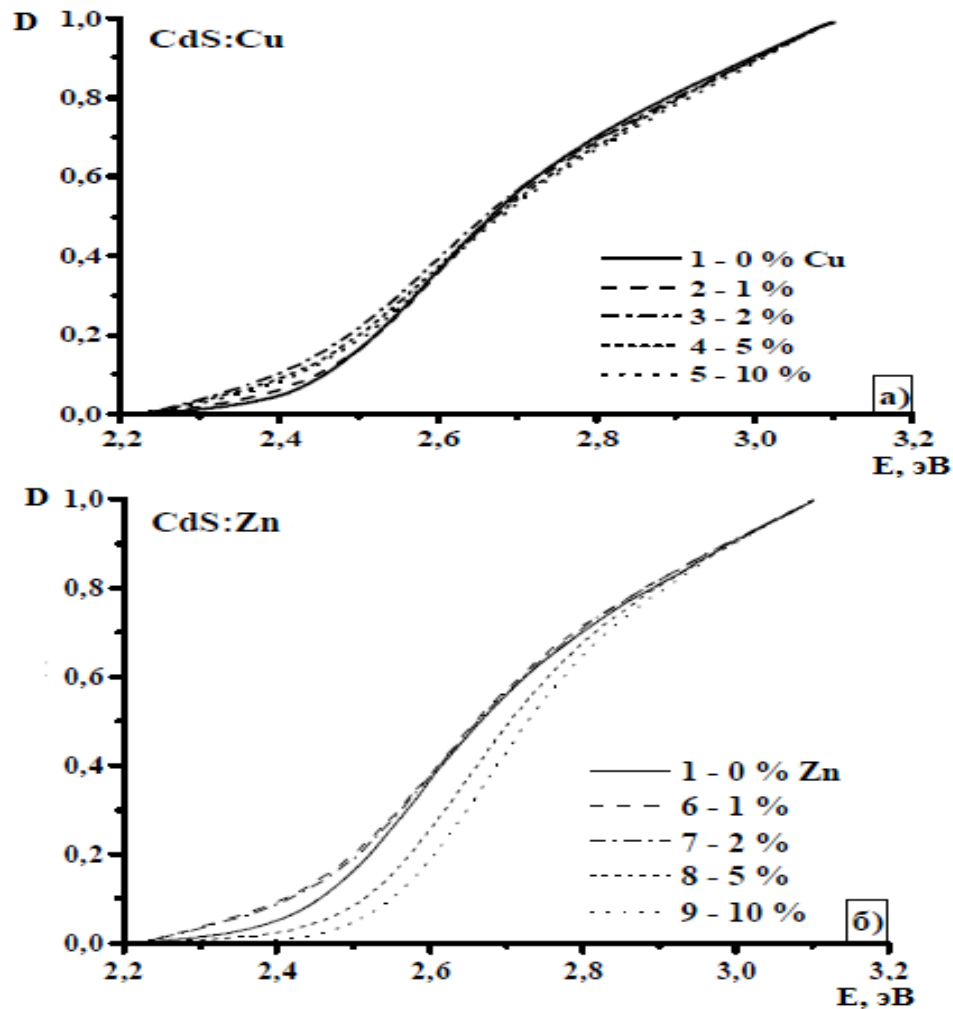 D
1,0
CdS:Cu
0,8
0,6
0,4
1 - 0 % Cu
2 - 1 %
3 - 2 %
0,2
4 - 5 %
5 - 10 %
а)
0,0
2,2 2,4 2,6 2,8 3,0 3,2
E, эВ
D
1,0
CdS:Zn
0,8
0,6
0,4
1 - 0 % Zn
6 - 1 %
7 - 2 %
0,2
8 - 5 %
9 - 10 %
б)
0,0
2,2 2,4 2,6 2,8 3,0 3,2
E, эВ